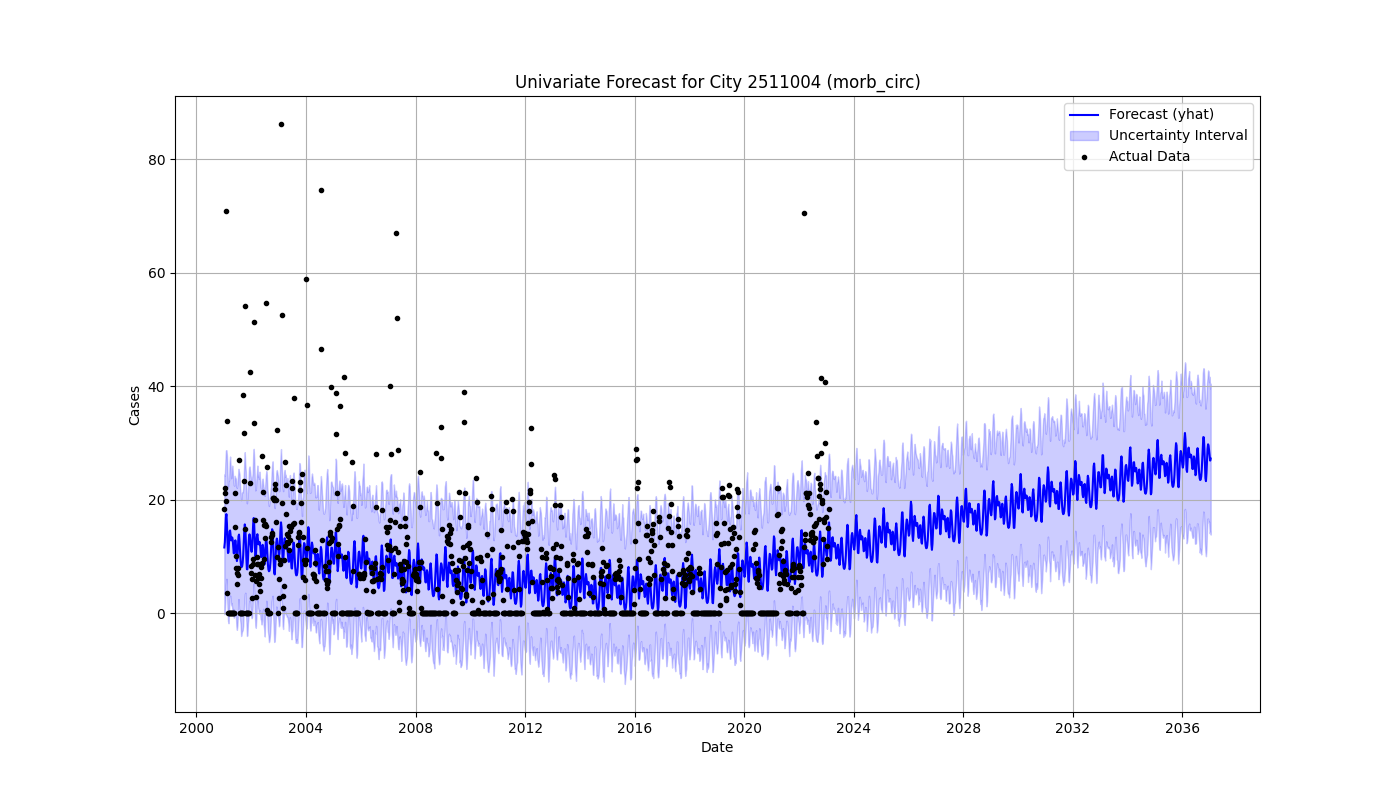 Univariate Forecast for City 2511004 (morb_circ)
Forecast (yhat)
Uncertainty Interval
Actual Data
80
60
40
20
0
Cases
2000 2004 2008 2012 2016 2020 2024 2028 2032 2036
Date